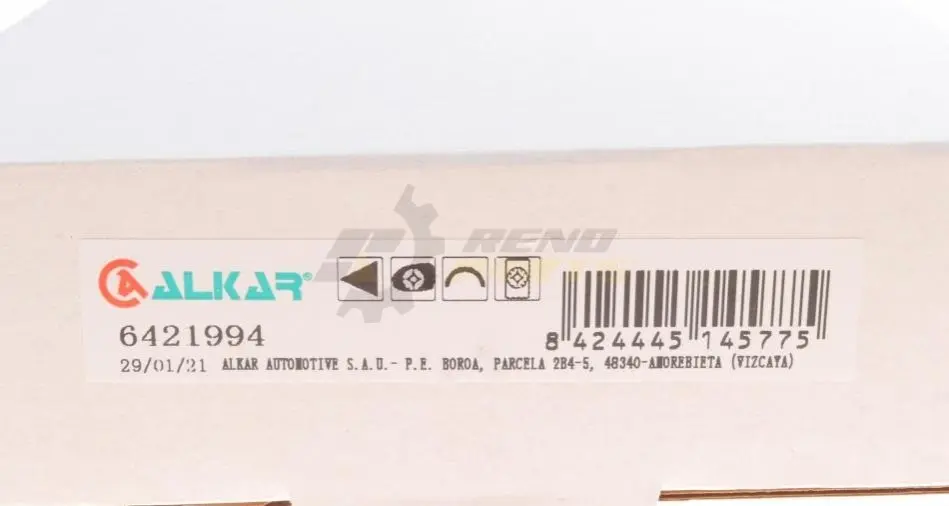 ALKAR®
RENO
6421994
8 424445 145775
29/01/21 ALKAR AUTOMOTIVE S.A.U.- P.E. BOROA, PARCELA 2B4-5, 48340-AMOREBIETA (VIZCAYA)